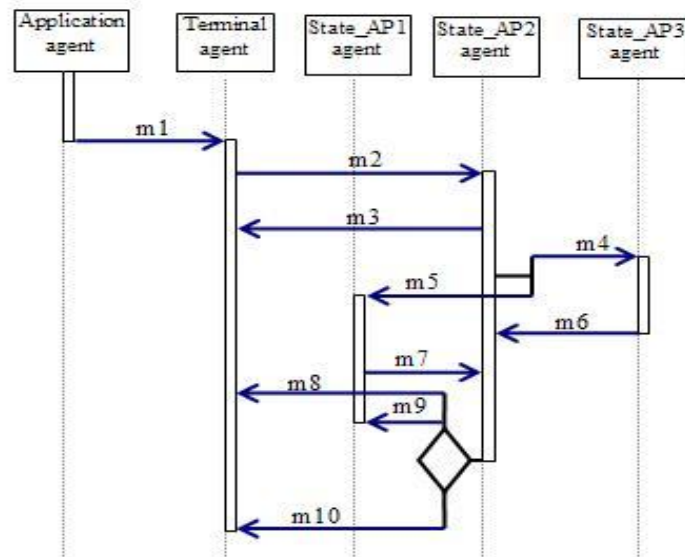 Application
agent
Terminal
agent
State_AP1
agent
State_AP2
agent
State_AP3
agent
m1
m2
m3
m4
m5
m6
m7
m8
m9
m10